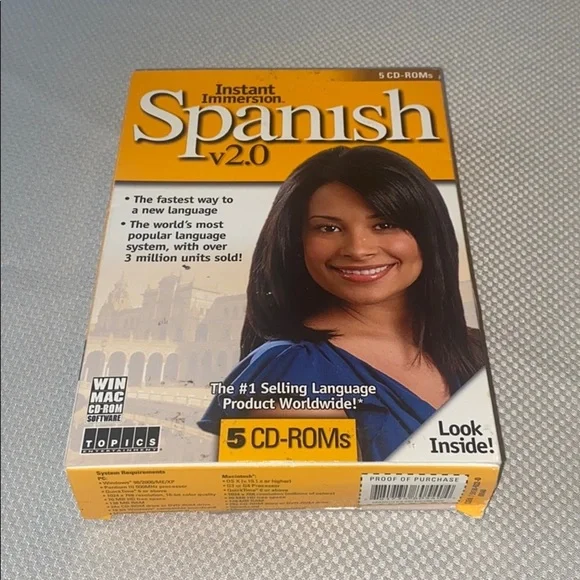 5 CD-ROMs
Instant
Immersion™
Spanish
v2.0
• The fastest way to
a new language
• The world's most
popular language
system, with over
3 million units sold!
WIN
MAC
CD-ROM
SOFTWARE
TOPICS
ENTERTAINMENT
The #1 Selling Language
Product Worldwide!*
5 CD-ROMs
Look
Inside!
System Requirements
PC:
Macintosh:
PROOF OF PURCHASE